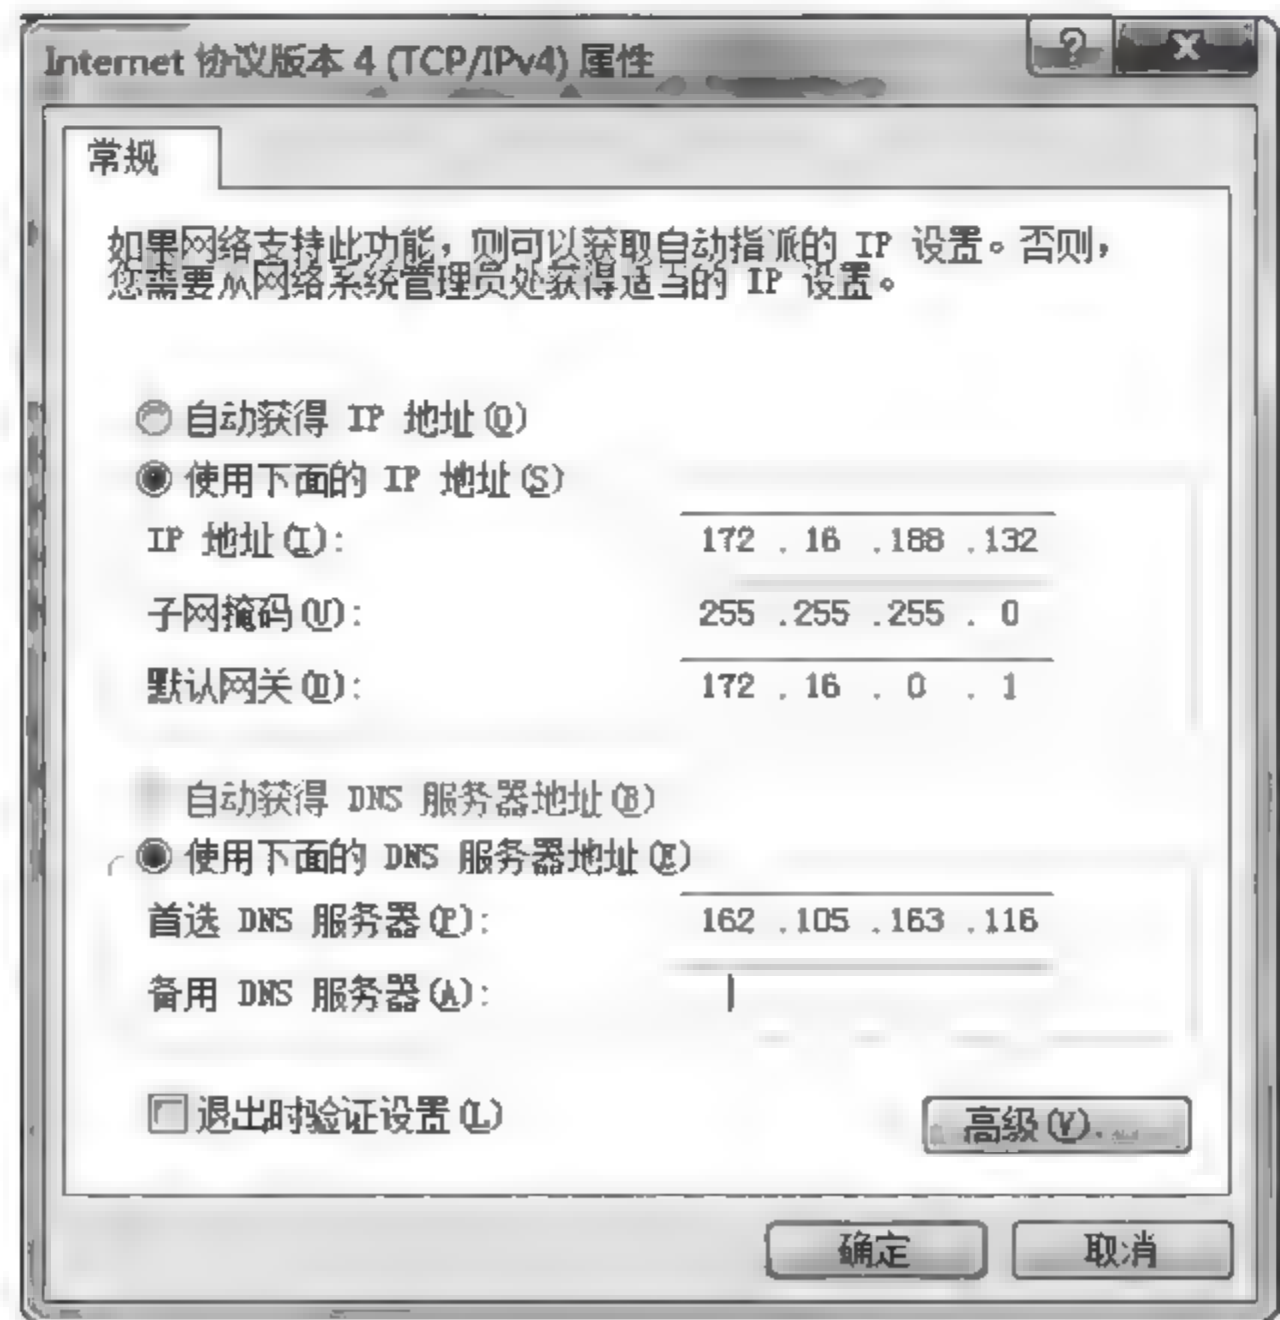 Internet 协议版本 4 (TCP/IPv4) 属性
常规
如果网络支持此功能，则可以获取自动指派的 IP 设置。否则，
您需要从网络系统管理员处获得适当的 IP 设置。
自动获得 IP 地址(O)
使用下面的 IP 地址(S)
IP 地址(I): 172 . 16 .188 .132
子网掩码(U): 255 .255 .255 . 0
默认网关(D): 172 . 16 . 0 . 1
自动获得 DNS 服务器地址(B)
使用下面的 DNS 服务器地址(E)
首选 DNS 服务器(P): 162 .105 .163 .116
备用 DNS 服务器(A):
退出时验证设置(L)
高级(V)...
确定 取消